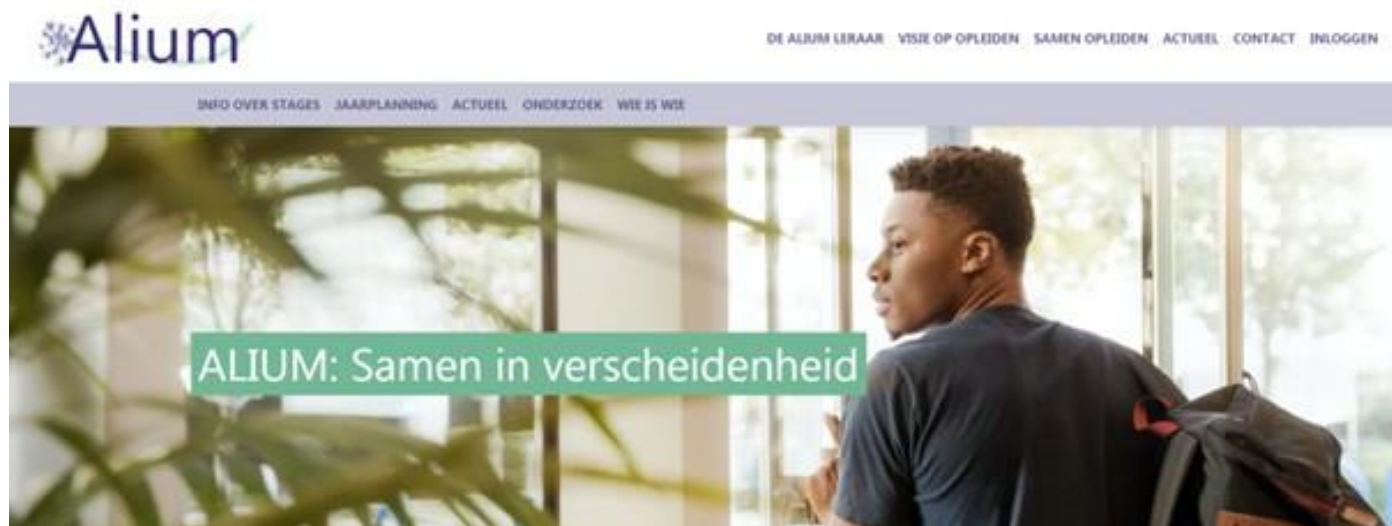 Alium
DE ALIUM LERAAR VISIE OP OPLEIDEN SAMEN OPLEIDEN ACTUEEL CONTACT INLOGGEN
INFO OVER STAGES JAARPLANNING ACTUEEL ONDERZOEK WIE IS WIE
ALIUM: Samen in verscheidenheid